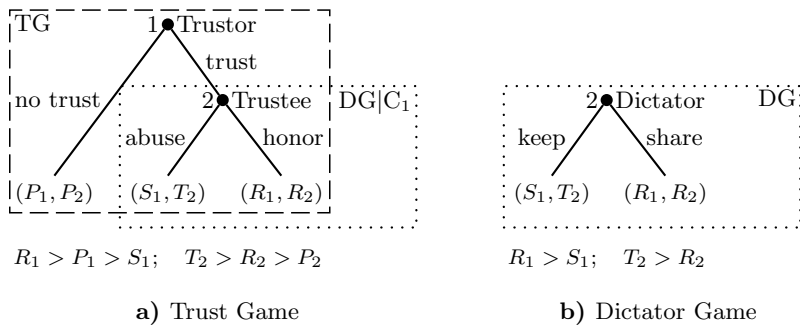 TG
1 Trustor
trust
no trust
2 Trustee
DG|C₁
abuse
honor
(P₁, P₂)
(S₁, T₂)
(R₁, R₂)
R₁ > P₁ > S₁; T₂ > R₂ > P₂
a) Trust Game
DG
2 Dictator
keep
share
(S₁, T₂)
(R₁, R₂)
R₁ > S₁; T₂ > R₂
b) Dictator Game